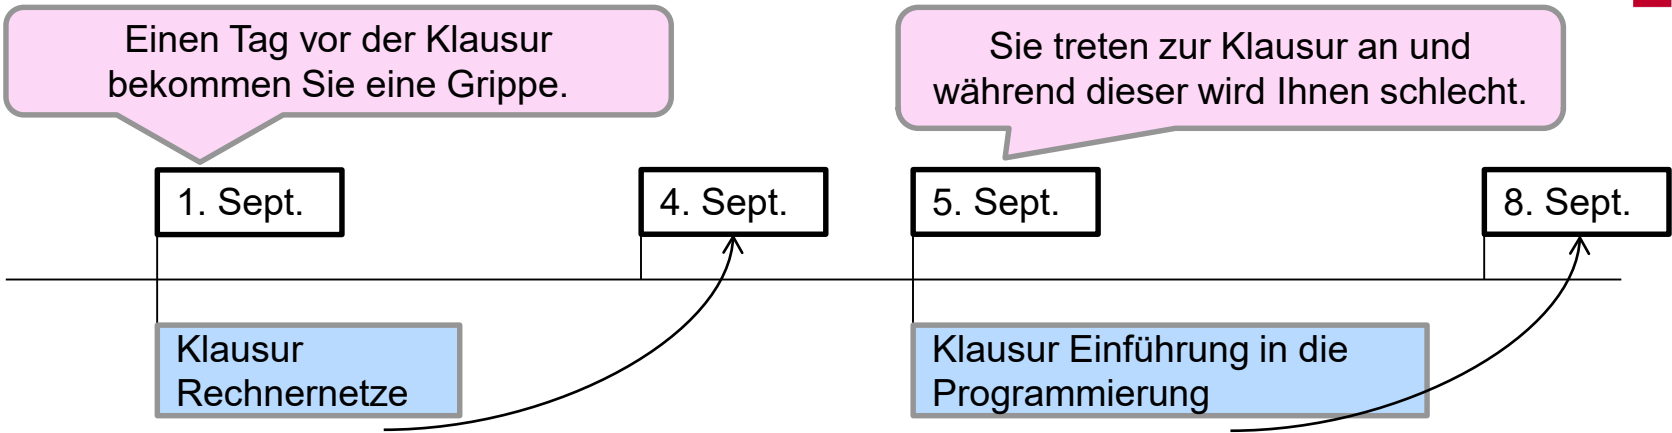 Einen Tag vor der Klausur
bekommen Sie eine Grippe.
Sie treten zur Klausur an und
während dieser wird Ihnen schlecht.
1. Sept.
4. Sept.
5. Sept.
8. Sept.
Klausur
Rechnernetze
Klausur Einführung in die
Programmierung